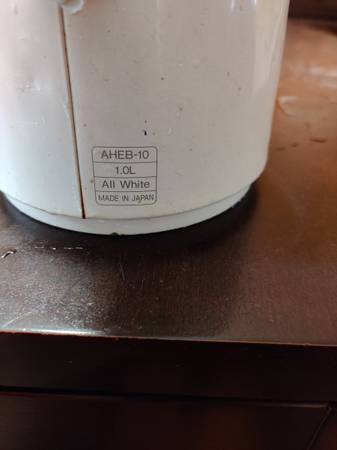 AHEB-10
1.0L
All White
MADE IN JAPAN